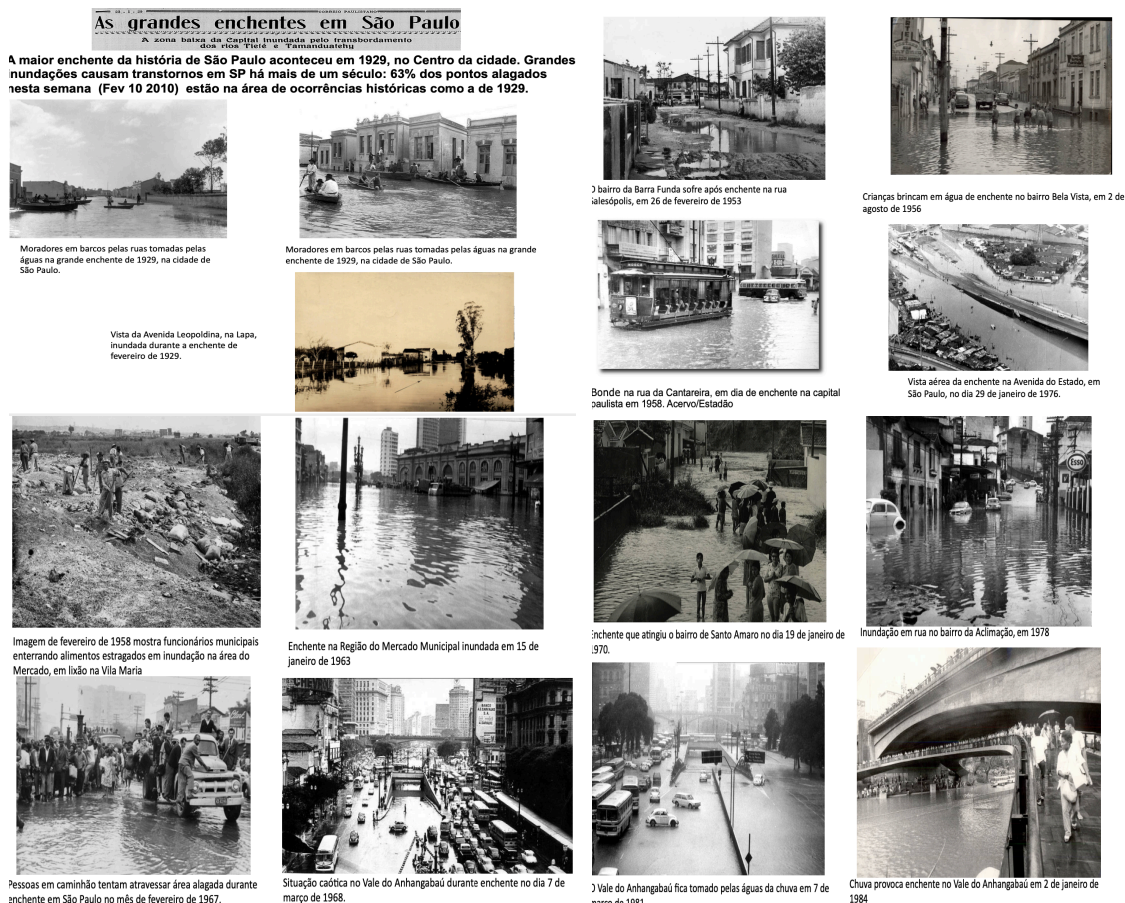 CORREIO PAULISTANO
As grandes enchentes em São Paulo
A zona baixa da Capital inundada pelo transbordamento
dos rios Tietê e Tamanduatehy
A maior enchente da história de São Paulo aconteceu em 1929, no Centro da cidade. Grandes
inundações causam transtornos em SP há mais de um século: 63% dos pontos alagados
nesta semana (Fev 10 2010) estão na área de ocorrências históricas como a de 1929.
Moradores em barcos pelas ruas tomadas pelas
águas na grande enchente de 1929, na cidade de
São Paulo.
Moradores em barcos pelas ruas tomadas pelas águas na grande
enchente de 1929, na cidade de São Paulo.
Vista da Avenida Leopoldina, na Lapa,
inundada durante a enchente de
fevereiro de 1929.
O bairro da Barra Funda sofre após enchente na rua
Salesópolis, em 26 de fevereiro de 1953
Crianças brincam em água de enchente no bairro Bela Vista, em 2 de
agosto de 1956
Bonde na rua da Cantareira, em dia de enchente na capital
paulista em 1958. Acervo/Estadão
Vista aérea da enchente na Avenida do Estado, em
São Paulo, no dia 29 de janeiro de 1976.
Imagem de fevereiro de 1958 mostra funcionários municipais
enterrando alimentos estragados em inundação na área do
Mercado, em lixão na Vila Maria
Enchente na Região do Mercado Municipal inundada em 15 de
janeiro de 1963
Enchente que atingiu o bairro de Santo Amaro no dia 19 de janeiro de
1970.
Esso
Inundação em rua no bairro da Aclimação, em 1978
Pessoas em caminhão tentam atravessar área alagada durante
enchente em São Paulo no mês de fevereiro de 1967.
Situação caótica no Vale do Anhangabaú durante enchente no dia 7 de
março de 1968.
O Vale do Anhangabaú fica tomado pelas águas da chuva em 7 de
março de 1981
Chuva provoca enchente no Vale do Anhangabaú em 2 de janeiro de
1984